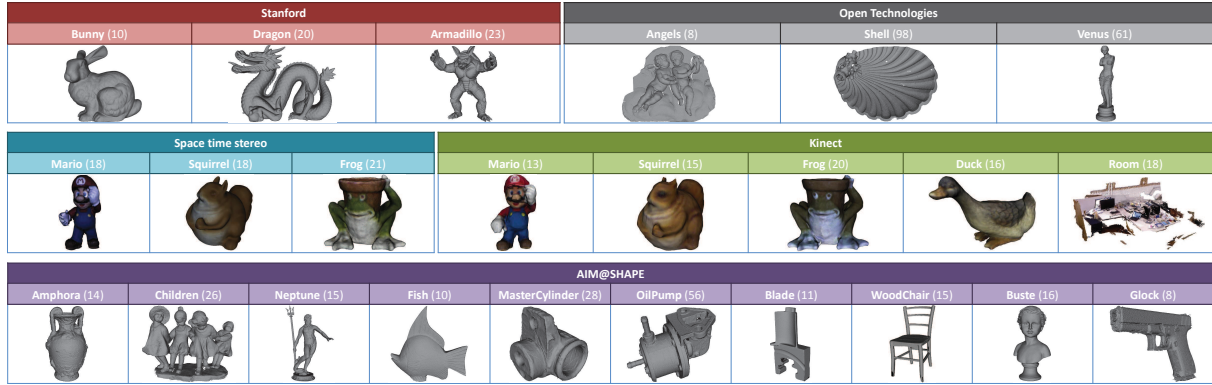 Stanford
Open Technologies
Bunny (10) Dragon (20) Armadillo (23) Angels (8) Shell (98) Venus (61)
Space time stereo
Kinect
Mario (18) Squirrel (18) Frog (21) Mario (13) Squirrel (15) Frog (20) Duck (16) Room (18)
AIM@SHAPE
Amphora (14) Children (26) Neptune (15) Fish (10) MasterCylinder (28) OilPump (56) Blade (11) WoodChair (15) Buste (16) Glock (8)